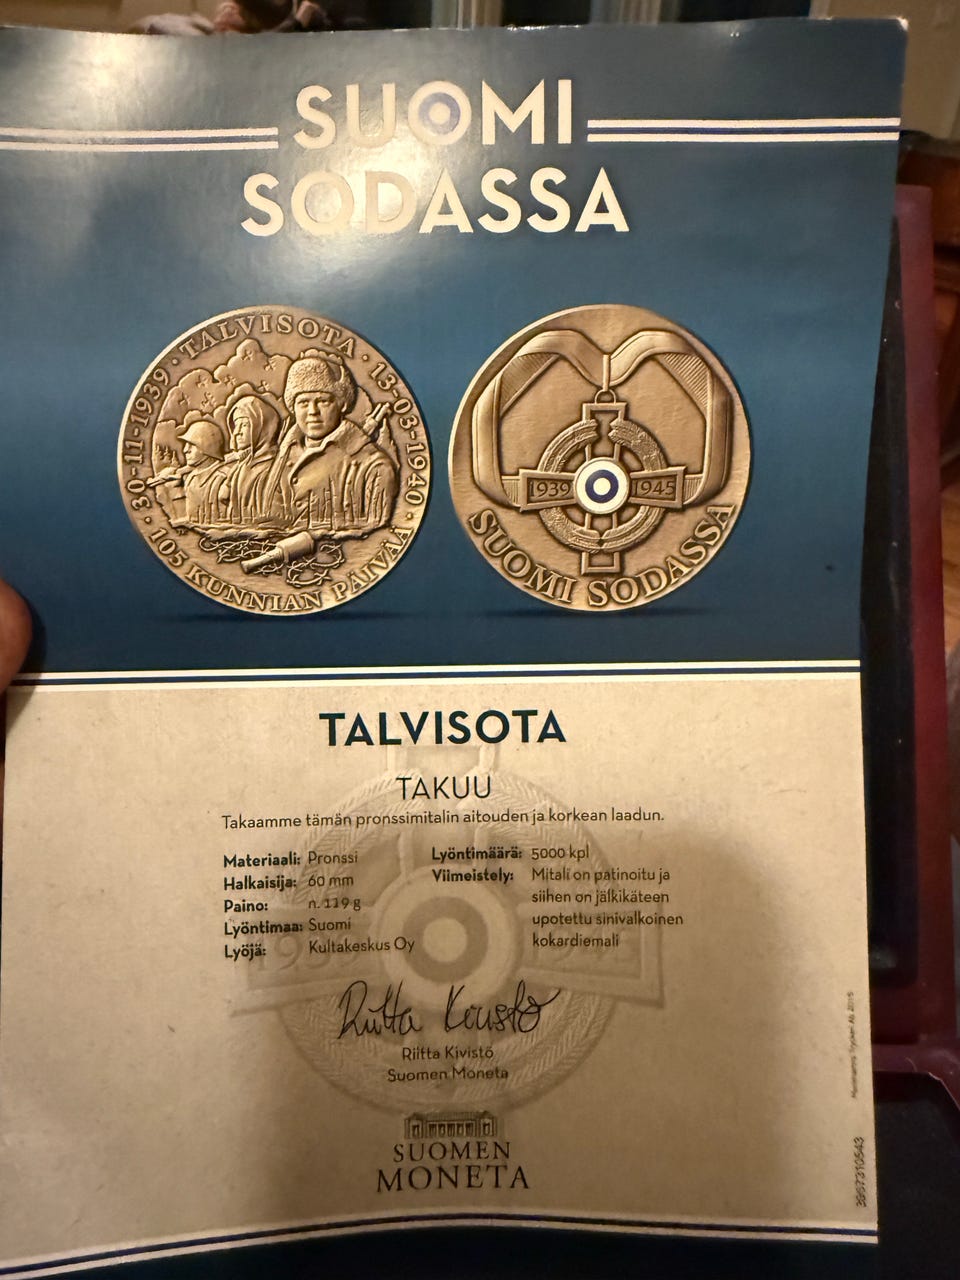 SUOMI
SODASSA
30-11-1939 · TALVISOTA · 13-03-1940 ·
· 105 KUNNIAN PÄIVÄÄ ·
1939 1945
SUOMI SODASSA
TALVISOTA
TAKUU
Takaamme tämän pronssimitalin aitouden ja korkean laadun.
Materiaali: Pronssi
Halkaisija: 60 mm
Paino: n. 119 g
Lyöntimaa: Suomi
Lyöjä: Kultakeskus Oy
Lyöntimäärä: 5000 kpl
Viimeistely: Mitali on patinoitu ja
siihen on jälkikäteen
upotettu sinivalkoinen
kokardiemali
Riitta Kivistö
Riitta Kivistö
Suomen Moneta
SUOMEN
MONETA
Ab 2015
3967310543